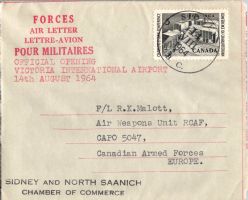 FORCES
AIR LETTER
LETTRE-AVION
POUR MILITAIRES
OFFICIAL OPENING
VICTORIA INTERNATIONAL AIRPORT
14th AUGUST 1964
CANADA
F/L R.K.Malott,
Air Weapons Unit RCAF,
CAPO 5047,
Canadian Armed Forces
EUROPE.
SIDNEY AND NORTH SAANICH
CHAMBER OF COMMERCE